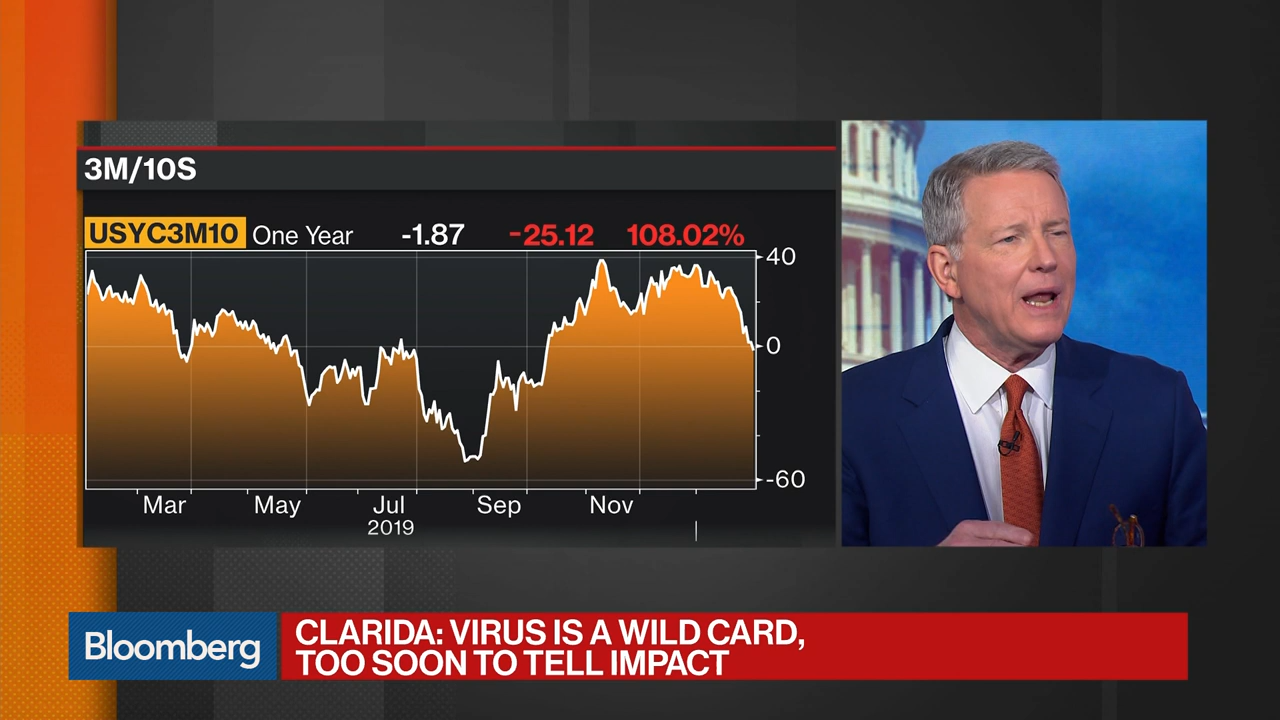 3M/10S
USYC3M10 One Year -1.87 -25.12 108.02%
40
0
-60
Mar May Jul Sep Nov
2019
Bloomberg
CLARIDA: VIRUS IS A WILD CARD,
TOO SOON TO TELL IMPACT